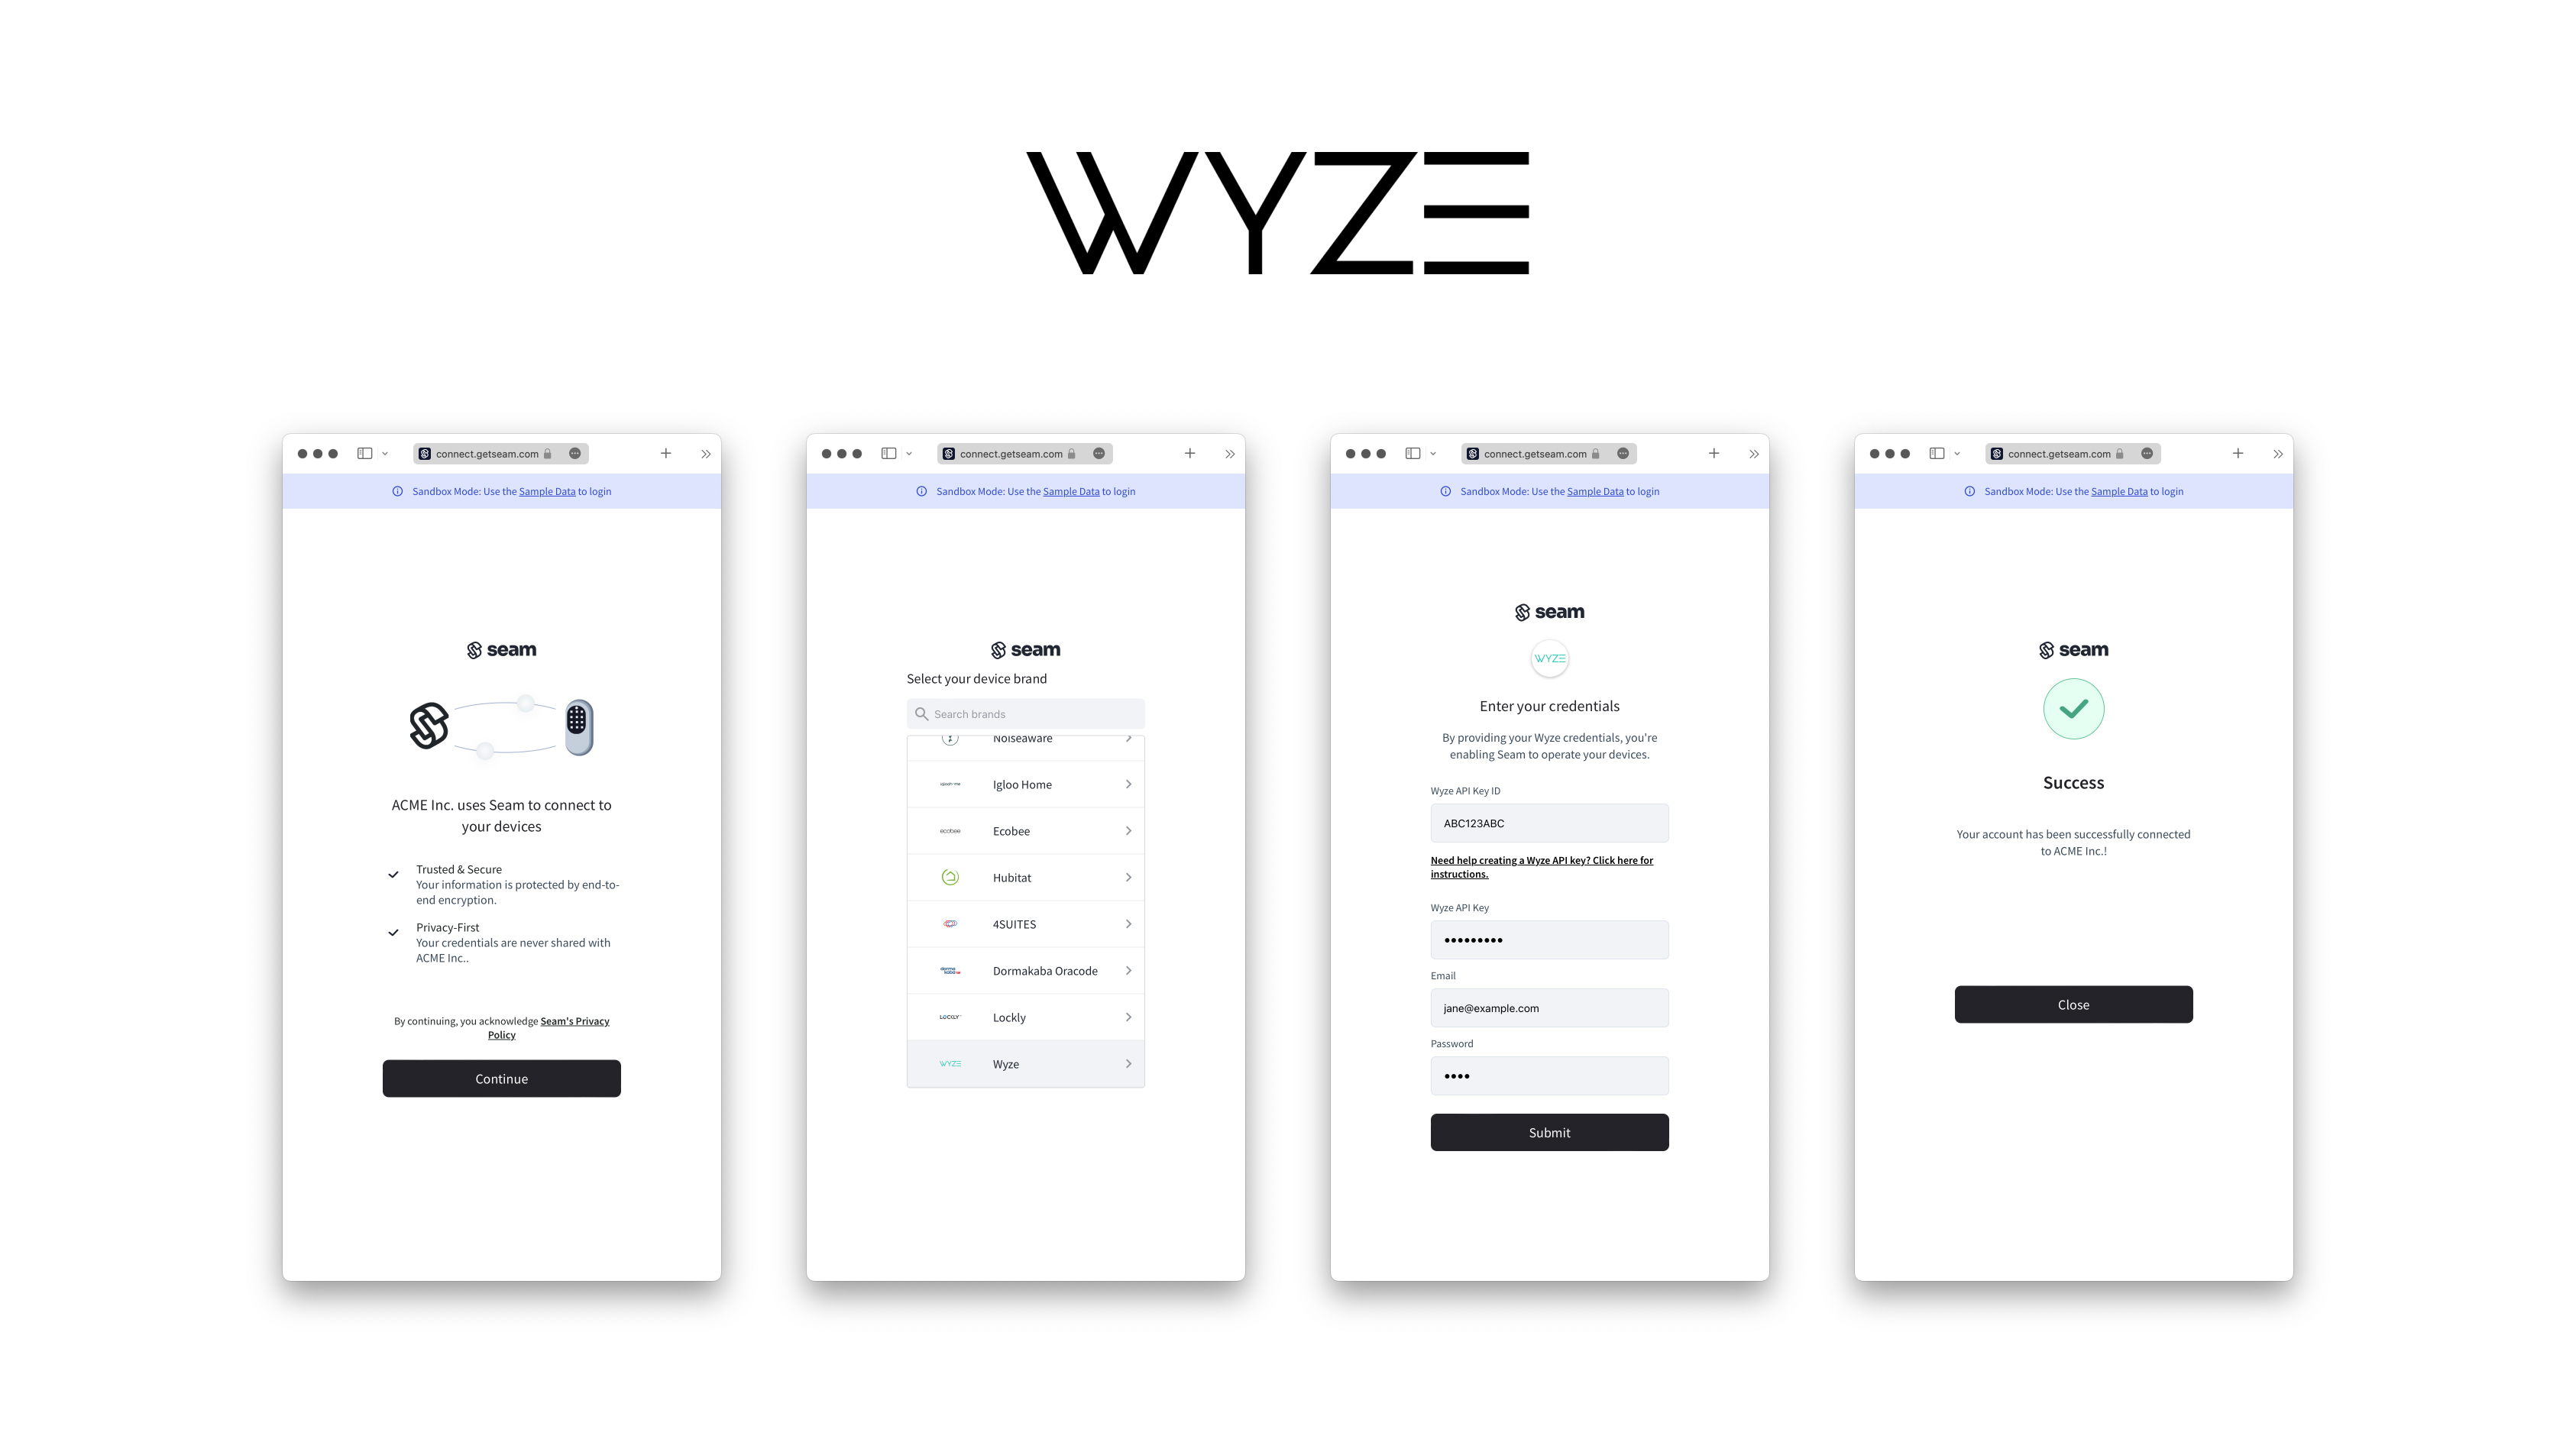 WYZE
connect.getseam.com
Sandbox Mode: Use the Sample Data to login
seam
ACME Inc. uses Seam to connect to
your devices
Trusted & Secure
Your information is protected by end-to-
end encryption.
Privacy-First
Your credentials are never shared with
ACME Inc..
By continuing, you acknowledge Seam's Privacy
Policy
Continue
connect.getseam.com
Sandbox Mode: Use the Sample Data to login
seam
Select your device brand
Search brands
Noiseaware
Igloo Home
ecobee Ecobee
Hubitat
4SUITES
dorma kaba Dormakaba Oracode
LOCKLY Lockly
WYZE Wyze
connect.getseam.com
Sandbox Mode: Use the Sample Data to login
seam
WYZE
Enter your credentials
By providing your Wyze credentials, you're
enabling Seam to operate your devices.
Wyze API Key ID
ABC123ABC
Need help creating a Wyze API key? Click here for
instructions.
Wyze API Key
•••••••••
Email
jane@example.com
Password
••••
Submit
connect.getseam.com
Sandbox Mode: Use the Sample Data to login
seam
Success
Your account has been successfully connected
to ACME Inc.!
Close